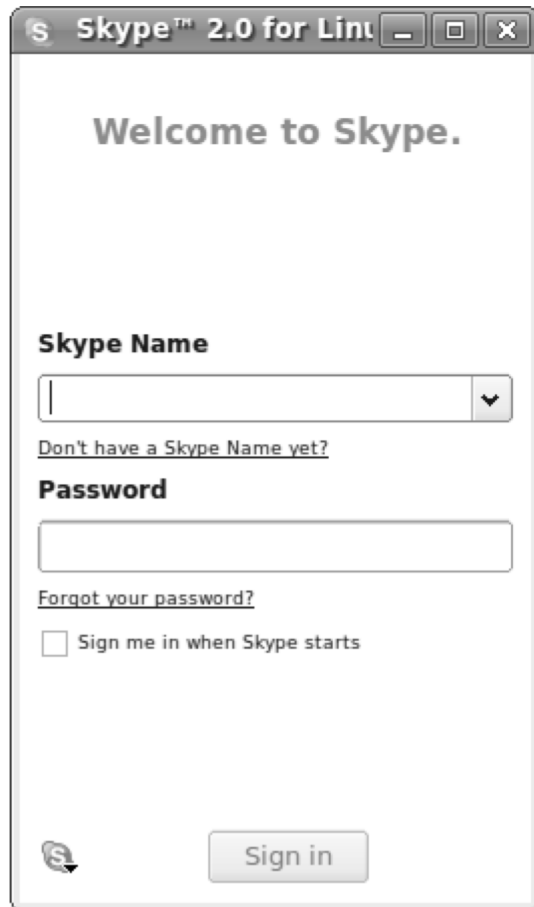 Skype™ 2.0 for Linu
Welcome to Skype.
Skype Name
Don't have a Skype Name yet?
Password
Forgot your password?
Sign me in when Skype starts
Sign in